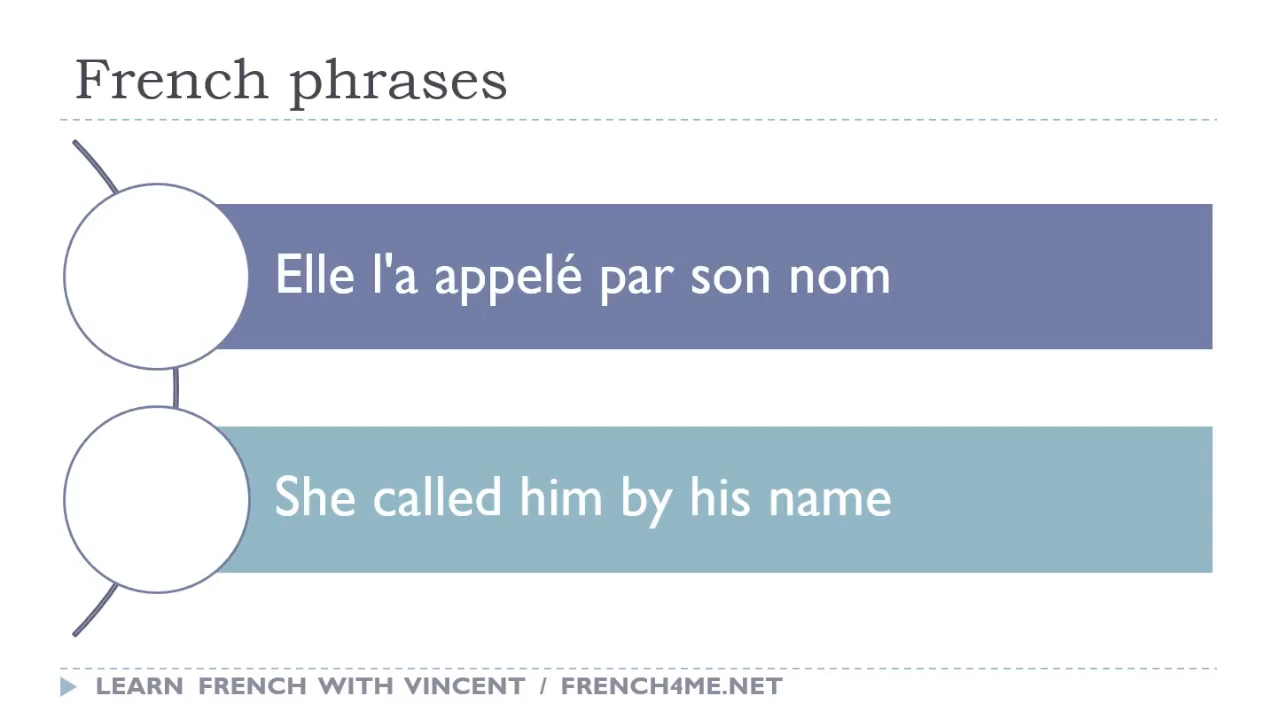 French phrases
Elle l'a appelé par son nom
She called him by his name
LEARN FRENCH WITH VINCENT / FRENCH4ME.NET